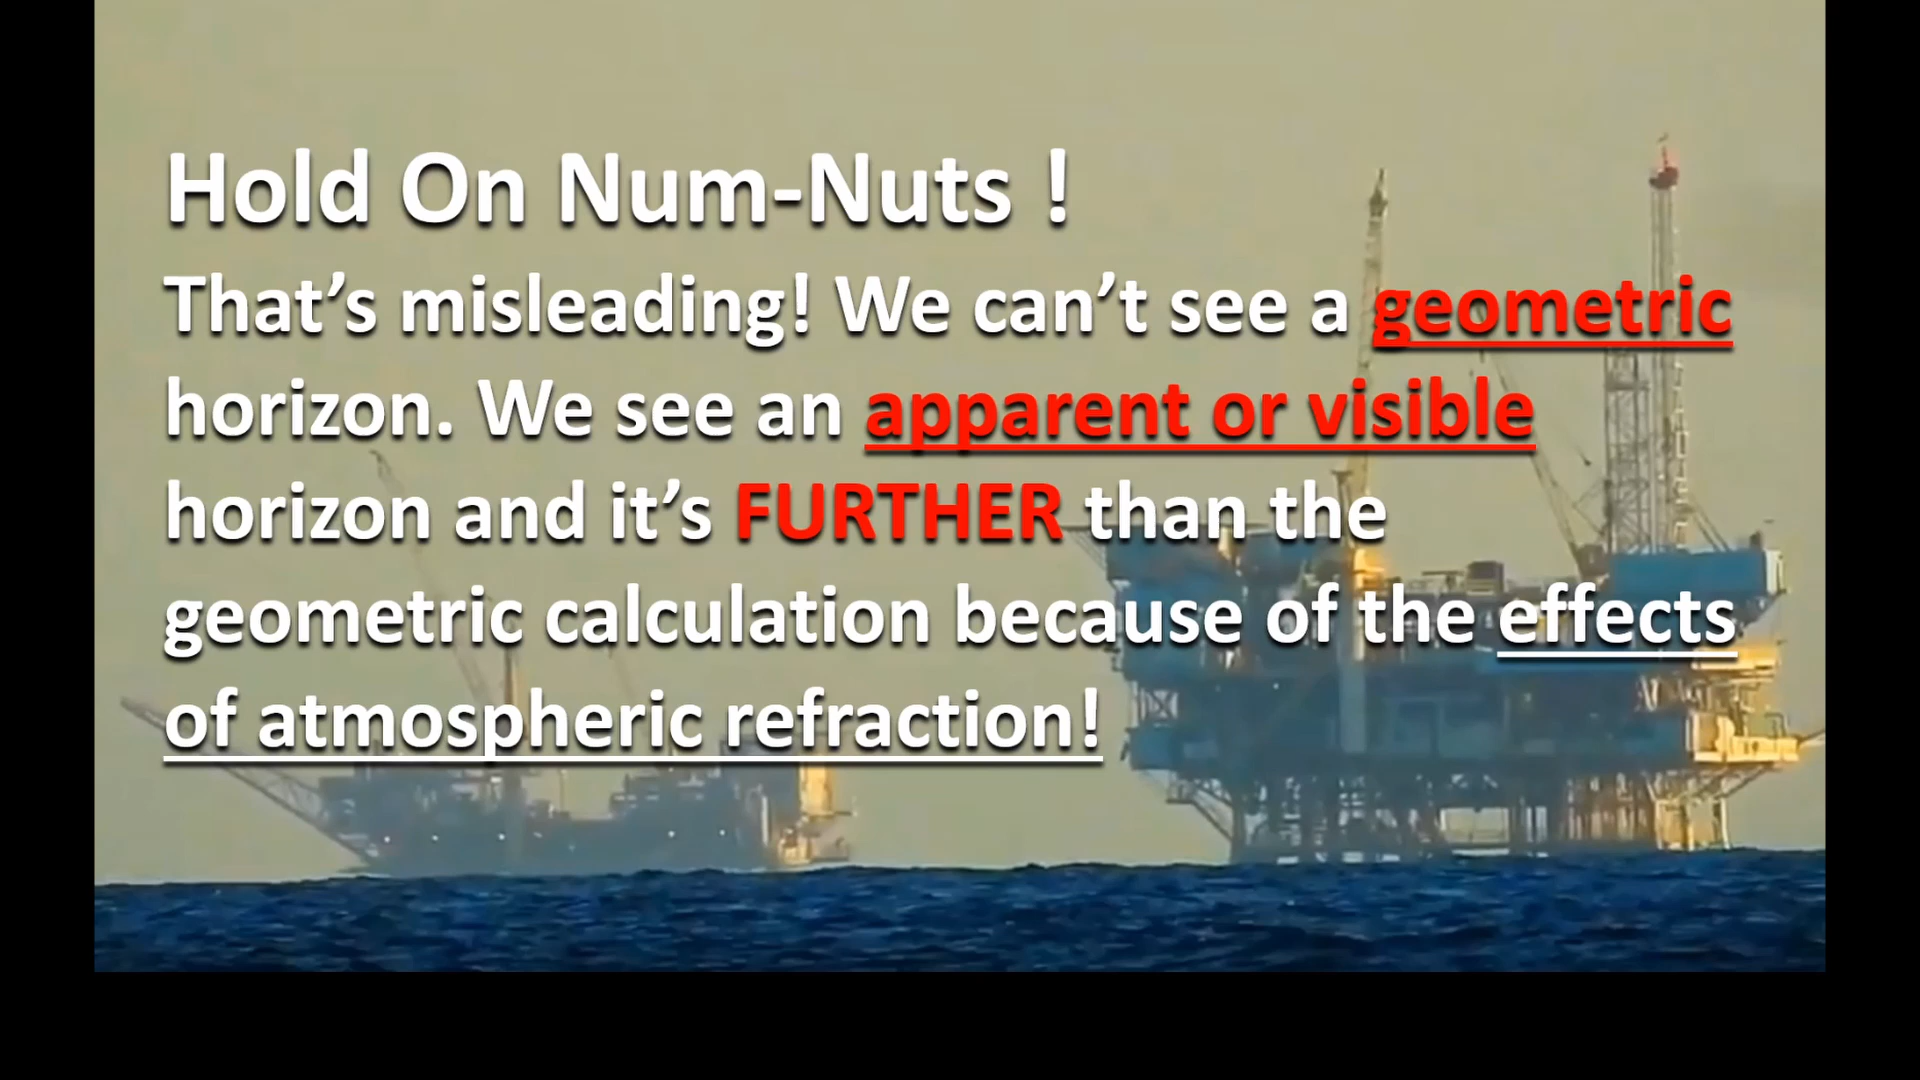 Hold On Num-Nuts !
That's misleading! We can't see a geometric
horizon. We see an apparent or visible
horizon and it's FURTHER than the
geometric calculation because of the effects
of atmospheric refraction!